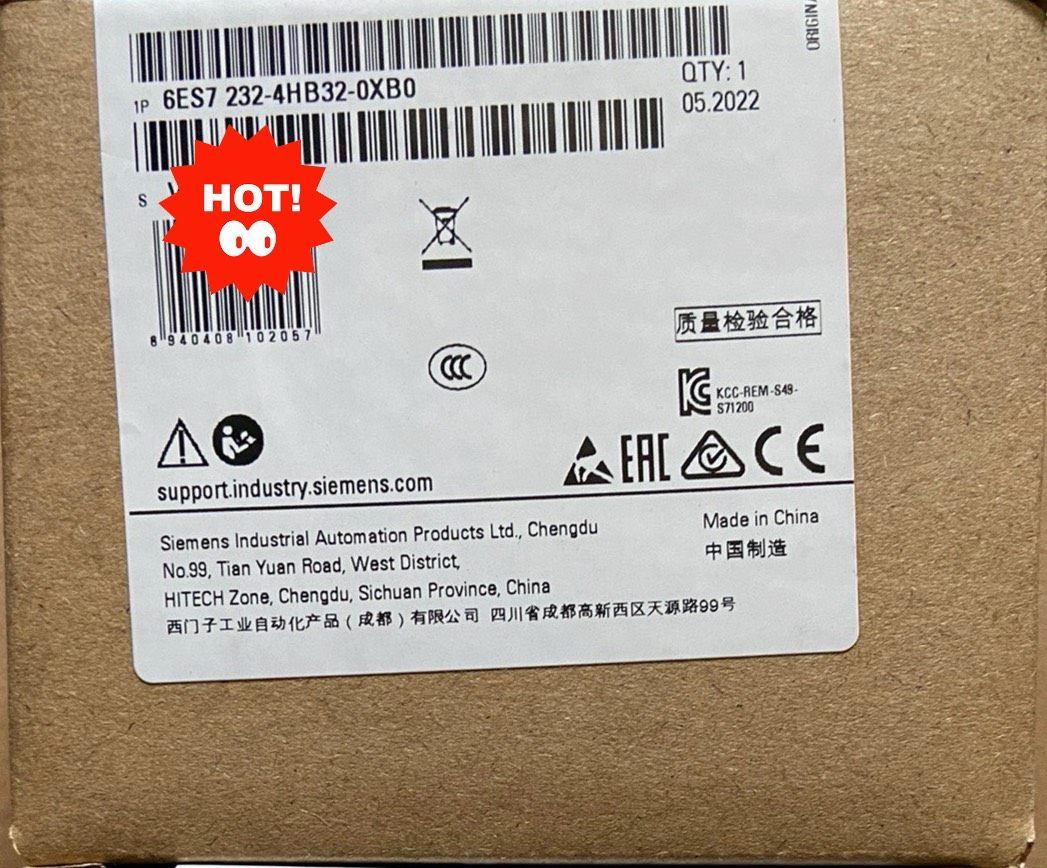 ORIGINA
QTY: 1
1P 6ES7 232-4HB32-0XB0
05.2022
S
HOT!
8 940408 102057
质量检验合格
CCC
KCC-REM-S49-
S71200
EAC
CE
support.industry.siemens.com
Siemens Industrial Automation Products Ltd., Chengdu
No.99, Tian Yuan Road, West District,
HITECH Zone, Chengdu, Sichuan Province, China
西门子工业自动化产品（成都）有限公司 四川省成都高新西区天源路99号
Made in China
中国制造